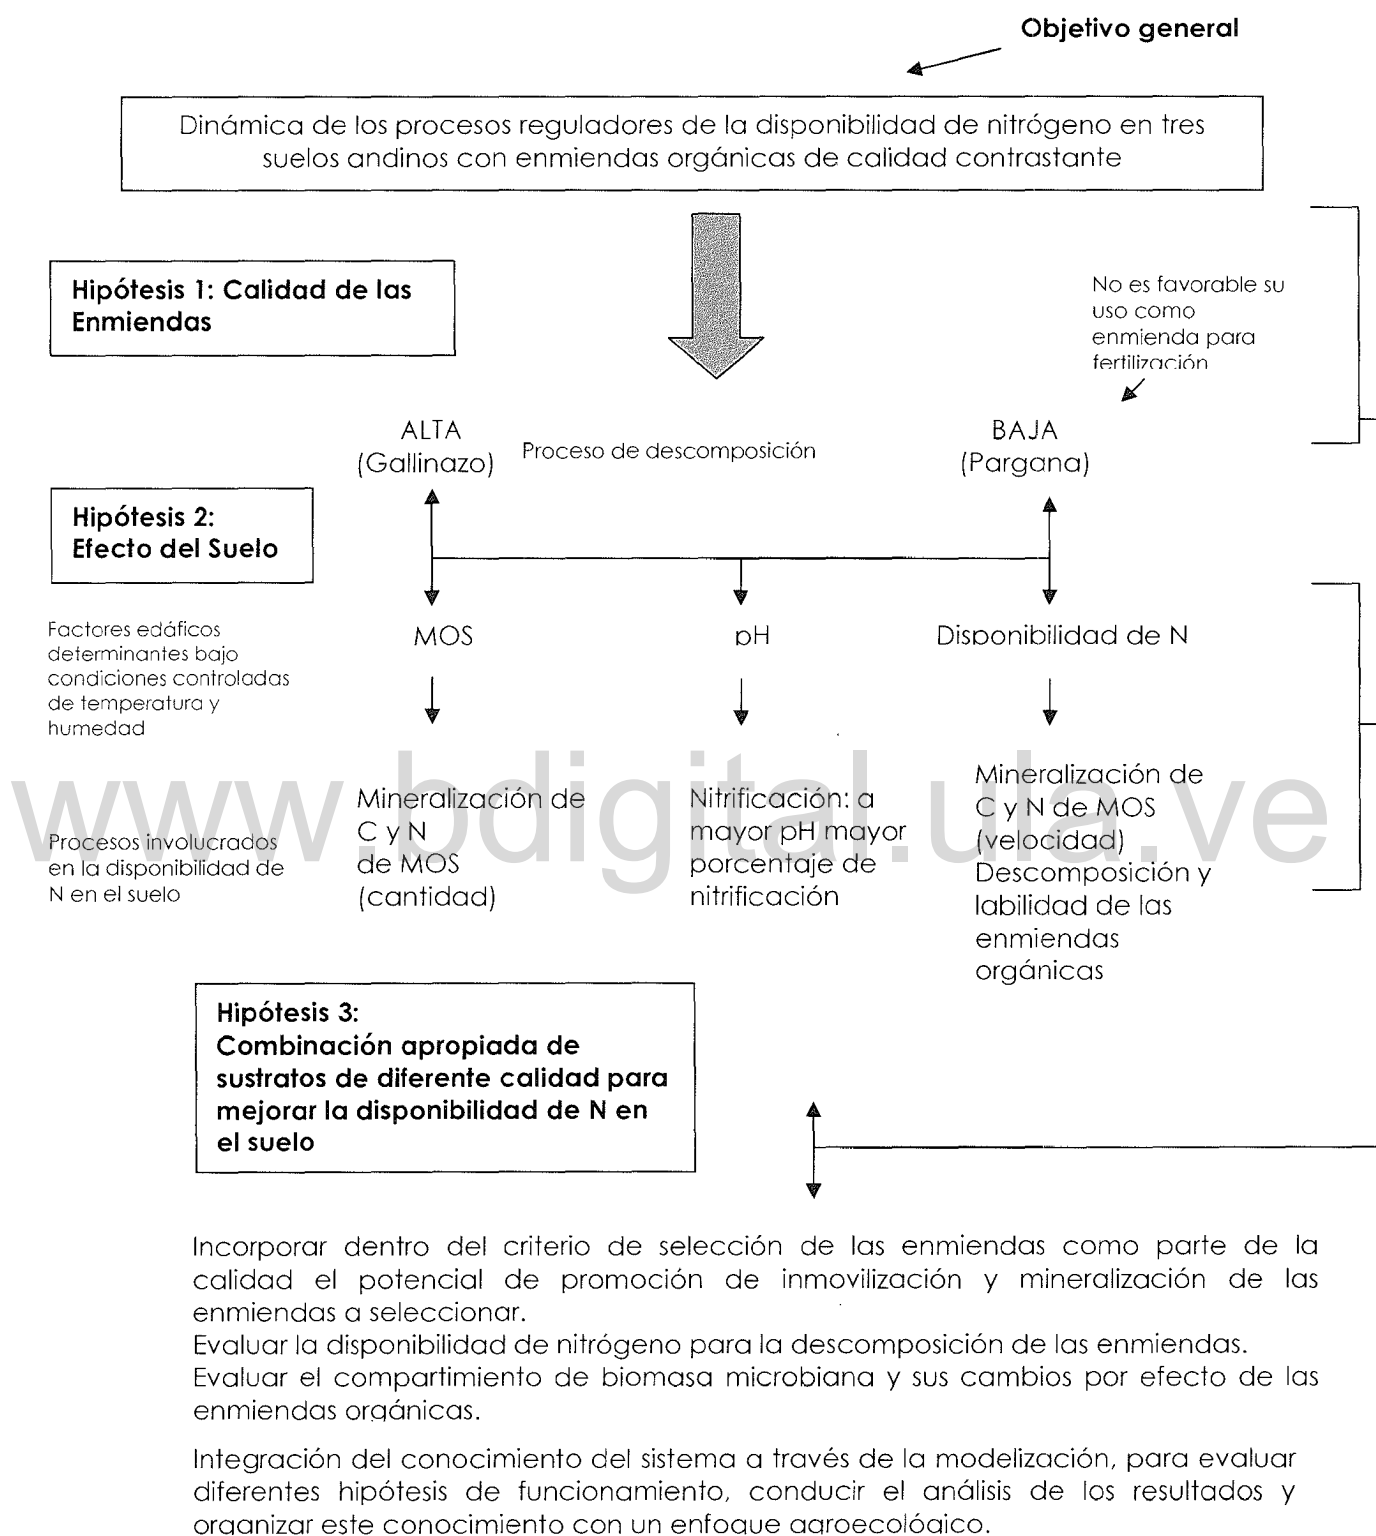 Objetivo general
Dinámica de los procesos reguladores de la disponibilidad de nitrógeno en tres
suelos andinos con enmiendas orgánicas de calidad contrastante
Hipótesis 1: Calidad de las
Enmiendas
No es favorable su
uso como
enmienda para
fertilización
ALTA
(Gallinazo)
Proceso de descomposición
BAJA
(Pargana)
Hipótesis 2:
Efecto del Suelo
Factores edáficos
determinantes bajo
condiciones controladas
de temperatura y
humedad
MOS
pH
Disponibilidad de N
www.bdigital.ula.ve
Procesos involucrados
en la disponibilidad de
N en el suelo
Mineralización de
C y N
de MOS
(cantidad)
Nitrificación: a
mayor pH mayor
porcentaje de
nitrificación
Mineralización de
C y N de MOS
(velocidad)
Descomposición y
labilidad de las
enmiendas
orgánicas
Hipótesis 3:
Combinación apropiada de
sustratos de diferente calidad para
mejorar la disponibilidad de N en
el suelo
Incorporar dentro del criterio de selección de las enmiendas como parte de la
calidad el potencial de promoción de inmovilización y mineralización de las
enmiendas a seleccionar.
Evaluar la disponibilidad de nitrógeno para la descomposición de las enmiendas.
Evaluar el compartimiento de biomasa microbiana y sus cambios por efecto de las
enmiendas orgánicas.
Integración del conocimiento del sistema a través de la modelización, para evaluar
diferentes hipótesis de funcionamiento, conducir el análisis de los resultados y
organizar este conocimiento con un enfoque agroecológico.